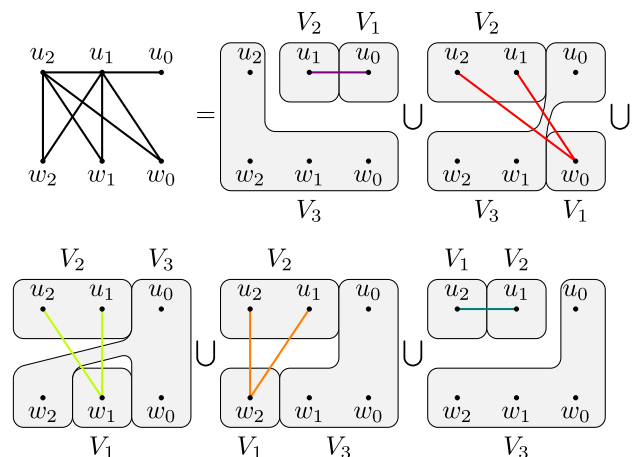 V₂ V₁ V₂
u₂ u₁ u₀ u₂ u₁ u₀ u₂ u₁ u₀
= ∪ ∪
w₂ w₁ w₀ w₂ w₁ w₀ w₂ w₁ w₀
V₃ V₃ V₁
V₂ V₃ V₂ V₁ V₂
u₂ u₁ u₀ u₂ u₁ u₀ u₂ u₁ u₀
∪ ∪
w₂ w₁ w₀ w₂ w₁ w₀ w₂ w₁ w₀
V₁ V₁ V₃ V₃